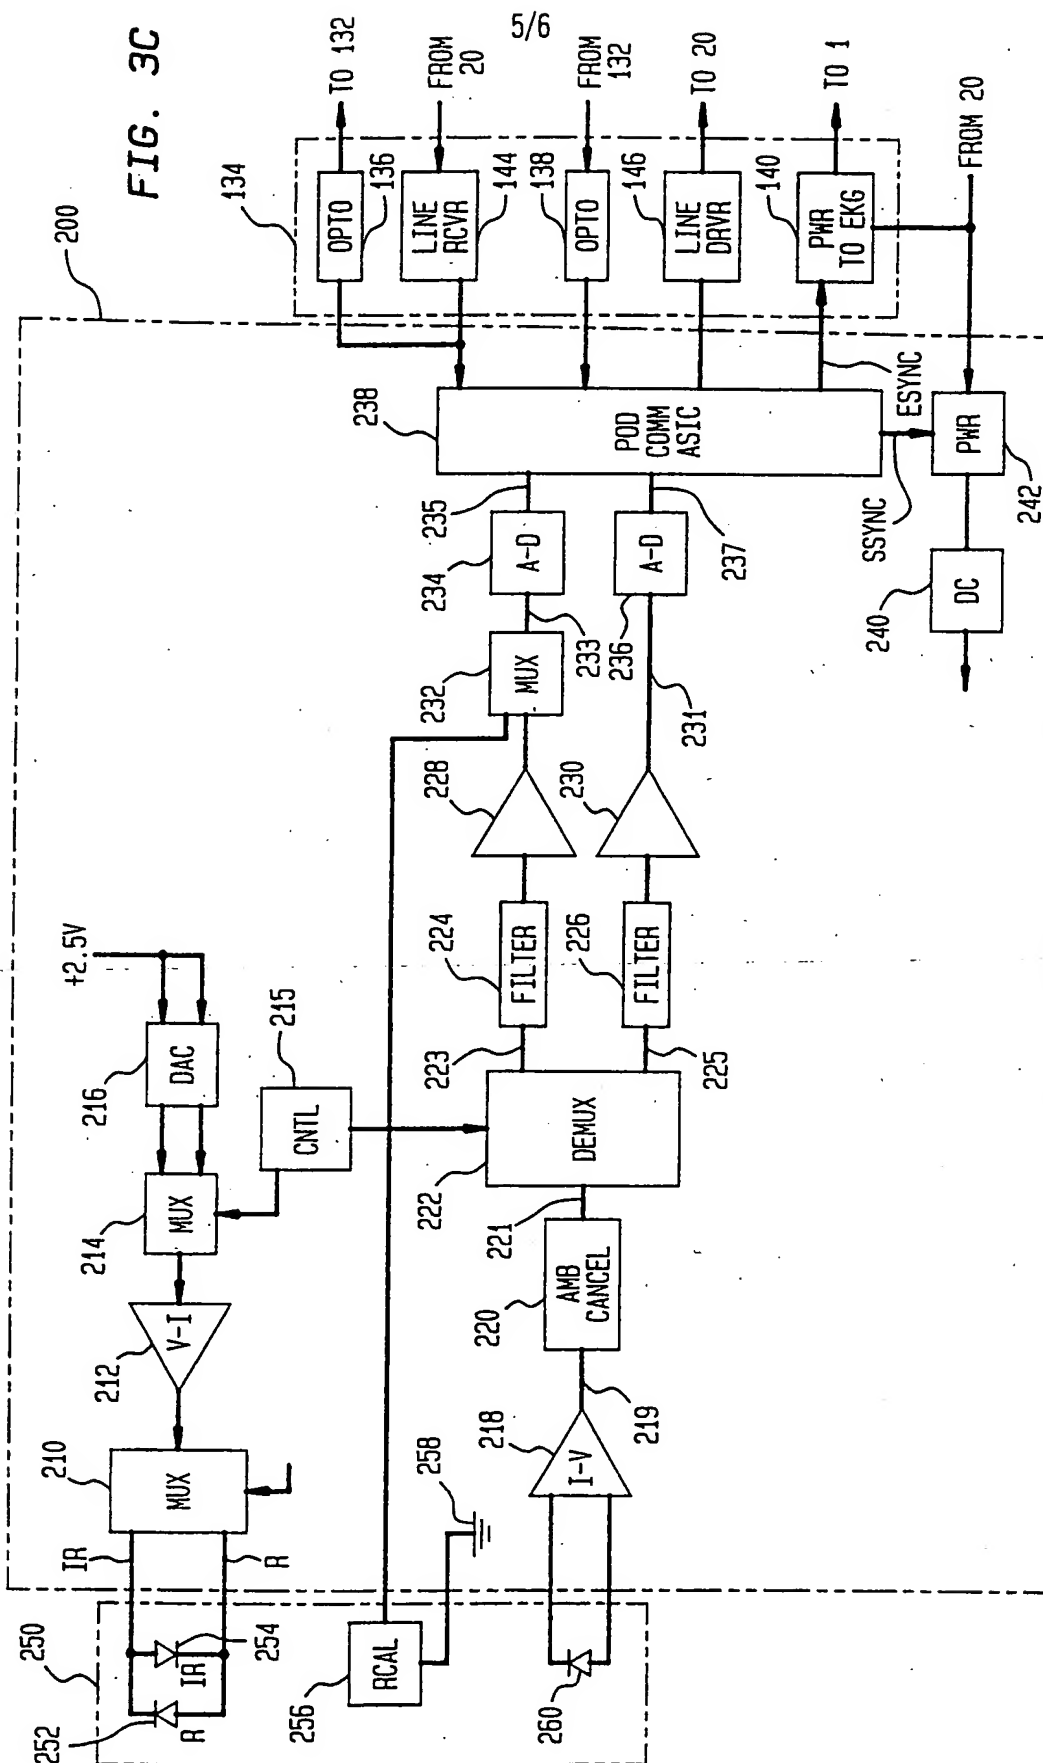 5/6
FIG. 3C
200
134
OPTO
136
TO 132
LINE RCVR
144
FROM 20
OPTO
138
FROM 132
LINE DRVR
146
TO 20
PWR TO EKG
140
TO 1
FROM 20
238
POD COMM ASIC
ESYNC
SSYNC
PWR
242
DC
240
235
234
A-D
233
232
MUX
237
A-D
236
231
228
230
224
FILTER
223
226
FILTER
225
+2.5V
216
DAC
215
CNTL
214
MUX
212
V-I
210
MUX
IR
R
222
DEMUX
221
220
AMB CANCEL
219
218
I-V
258
250
252
R
IR
254
256
RCAL
260